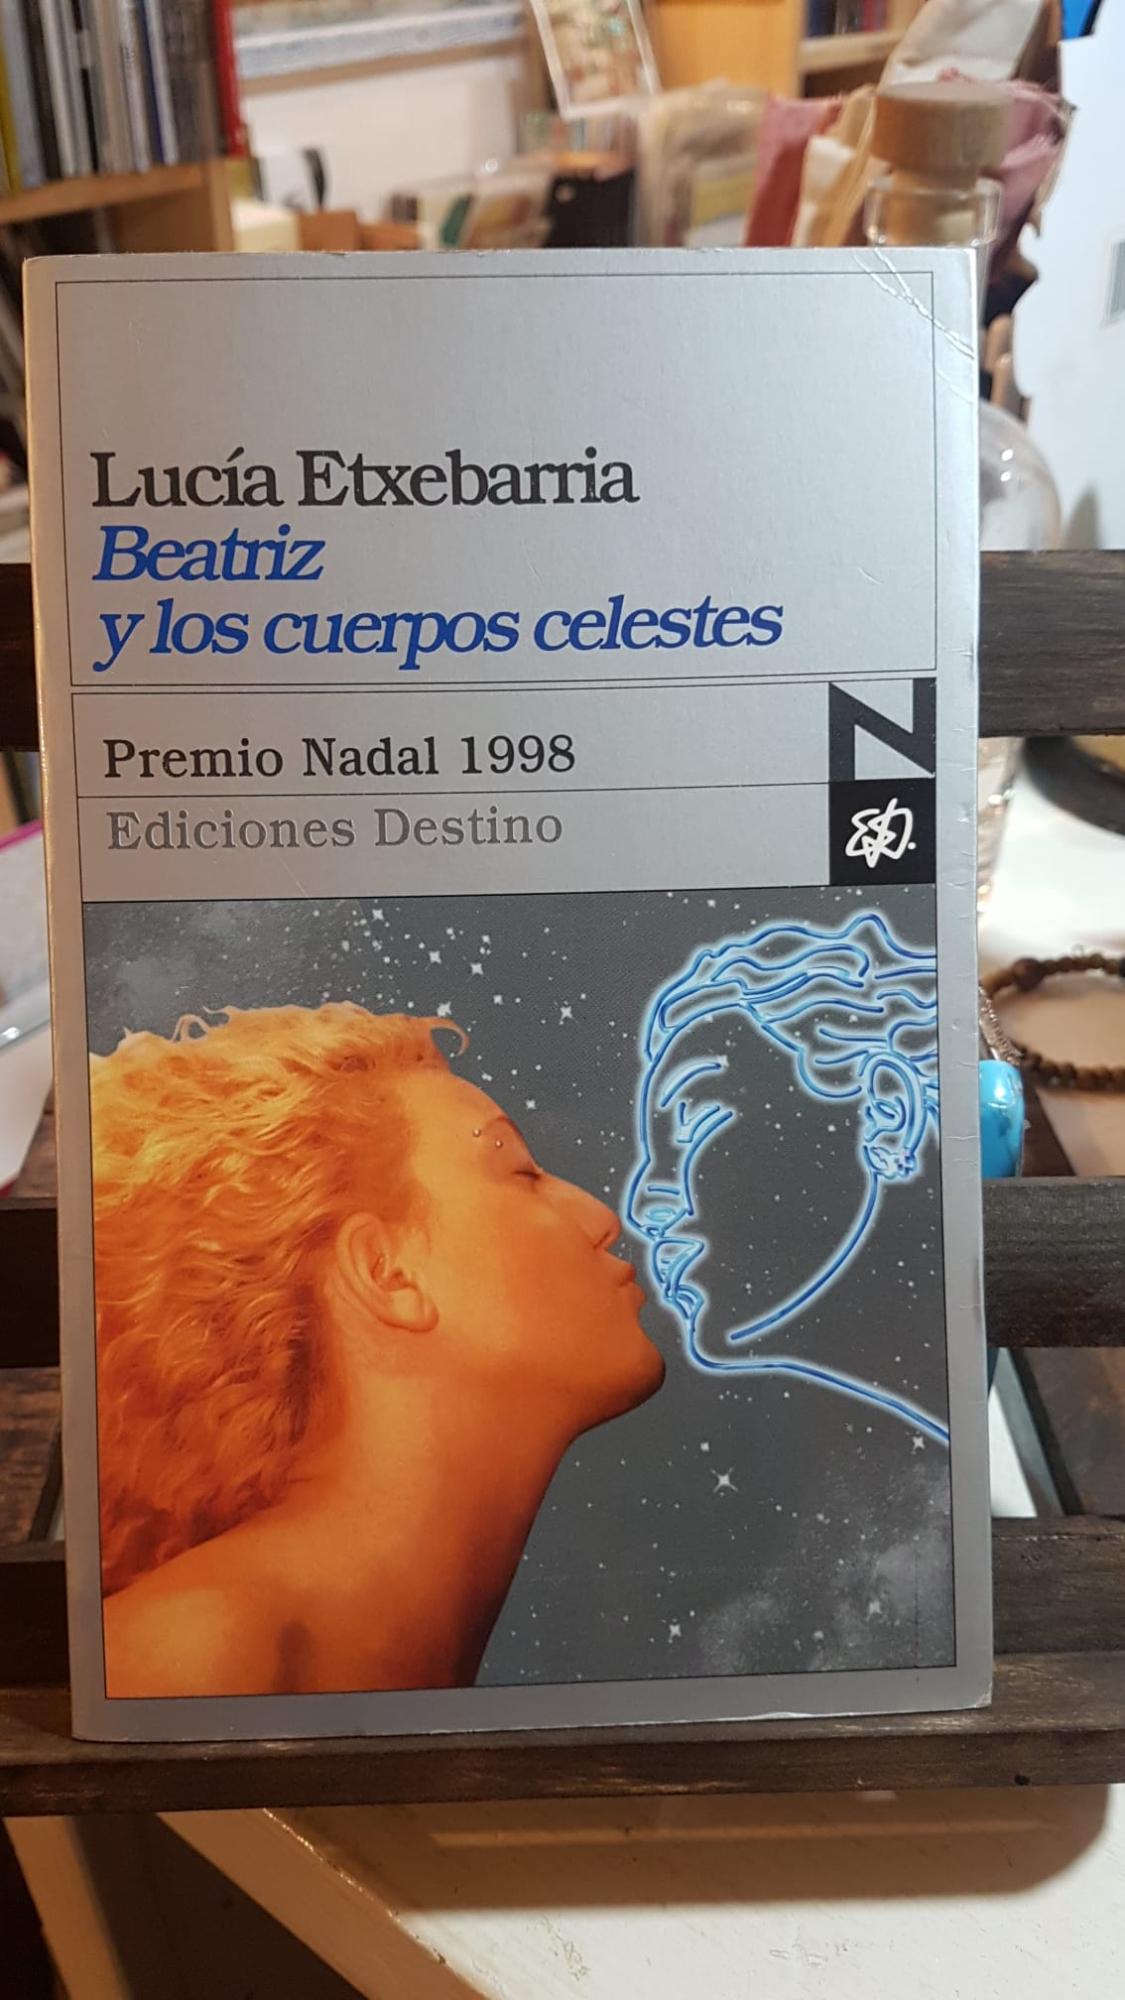 Lucía Etxebarria
Beatriz
y los cuerpos celestes
Premio Nadal 1998
N
Ediciones Destino